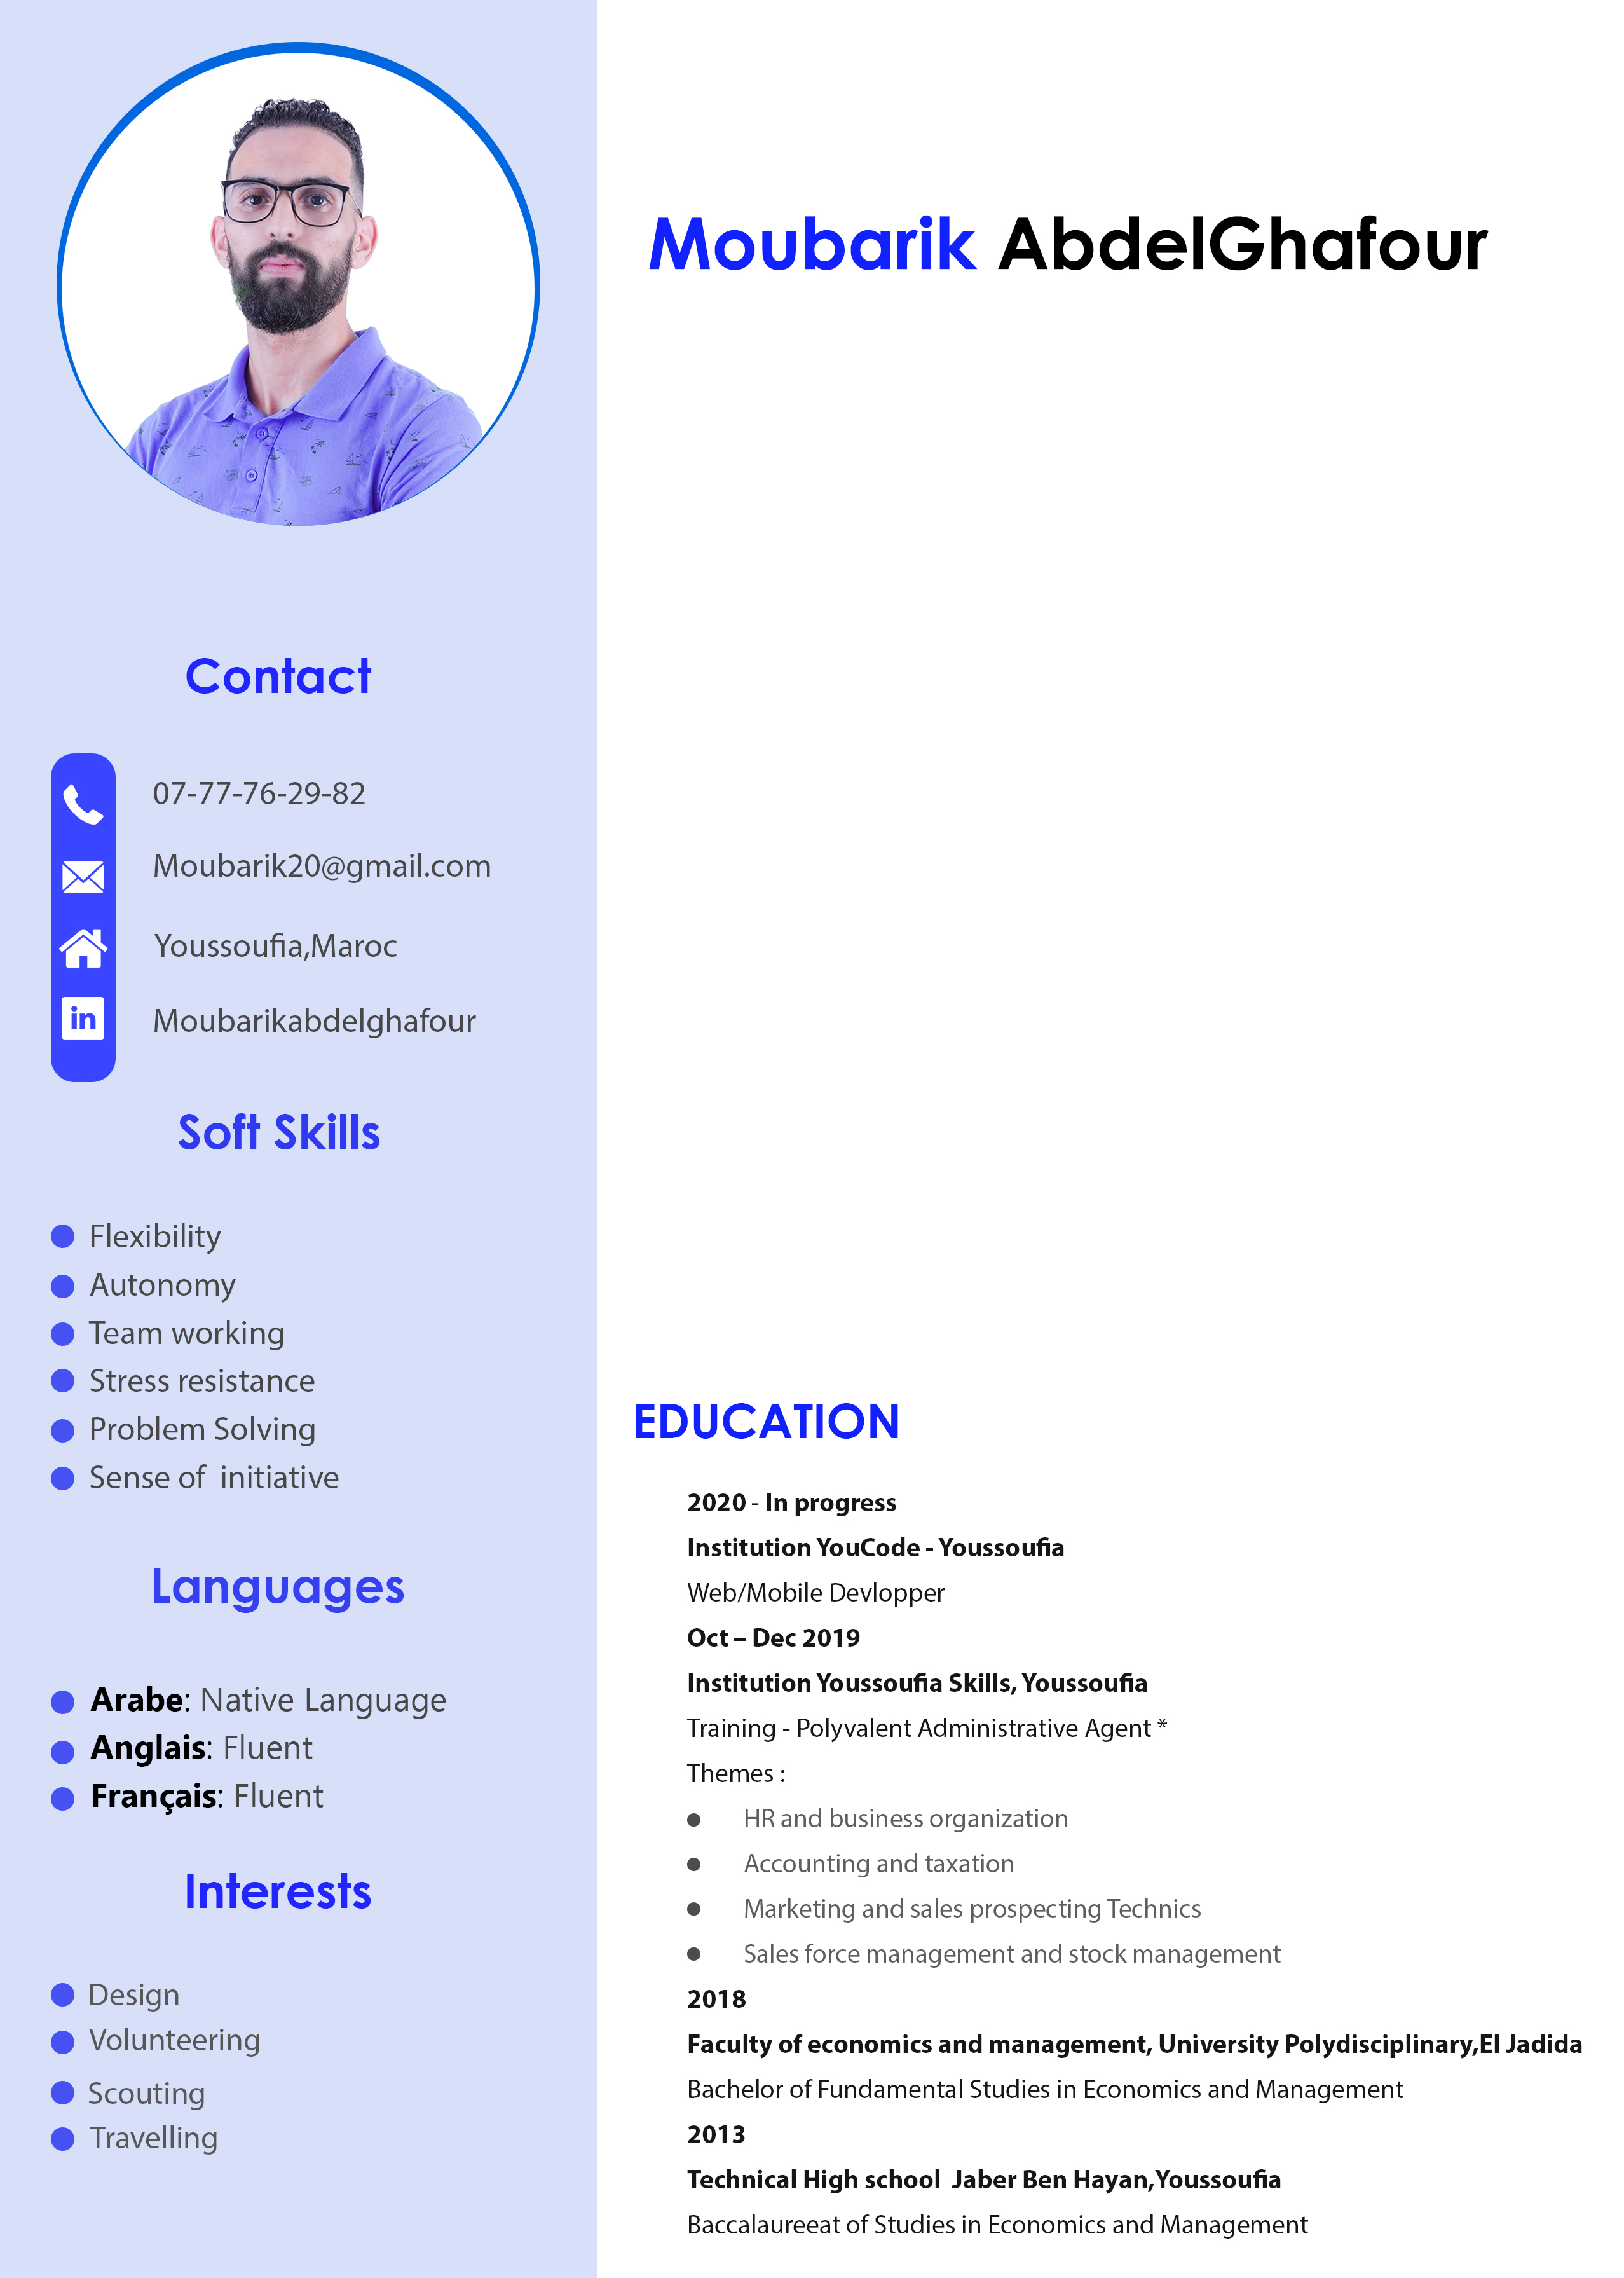 Moubarik AbdelGhafour
Contact
07-77-76-29-82
Moubarik20@gmail.com
Youssoufia,Maroc
in
Moubarikabdelghafour
Soft Skills
Flexibility
Autonomy
Team working
Stress resistance
Problem Solving
Sense of  initiative
Languages
Arabe: Native Language
Anglais: Fluent
Français: Fluent
Interests
Design
Volunteering
Scouting
Travelling
EDUCATION
2020 - In progress
Institution YouCode - Youssoufia
Web/Mobile Devlopper
Oct – Dec 2019
Institution Youssoufia Skills, Youssoufia
Training - Polyvalent Administrative Agent *
Themes :
HR and business organization
Accounting and taxation
Marketing and sales prospecting Technics
Sales force management and stock management
2018
Faculty of economics and management, University Polydisciplinary,El Jadida
Bachelor of Fundamental Studies in Economics and Management
2013
Technical High school  Jaber Ben Hayan,Youssoufia
Baccalaureeat of Studies in Economics and Management